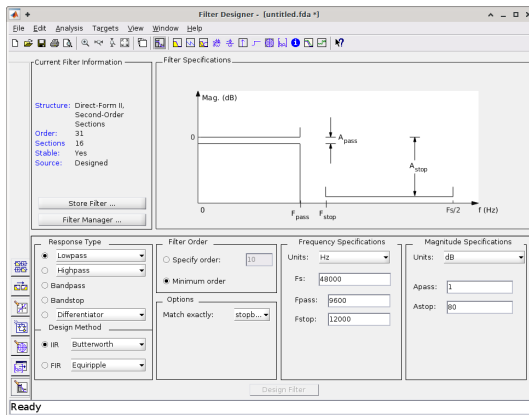 Filter Designer - [untitled.fda *]
File Edit Analysis Targets View Window Help
Current Filter Information
Structure: Direct-Form II,
Second-Order
Sections
Order: 31
Sections 16
Stable: Yes
Source: Designed
Store Filter ...
Filter Manager ...
Filter Specifications
Mag. (dB)
0
Apass
Astop
0
Fpass
Fstop
Fs/2
f (Hz)
Response Type
Lowpass
Highpass
Bandpass
Bandstop
Differentiator
Design Method
IIR Butterworth
FIR Equiripple
Filter Order
Specify order: 10
Minimum order
Options
Match exactly: stopb...
Frequency Specifications
Units: Hz
Fs: 48000
Fpass: 9600
Fstop: 12000
Magnitude Specifications
Units: dB
Apass: 1
Astop: 80
Design Filter
Ready